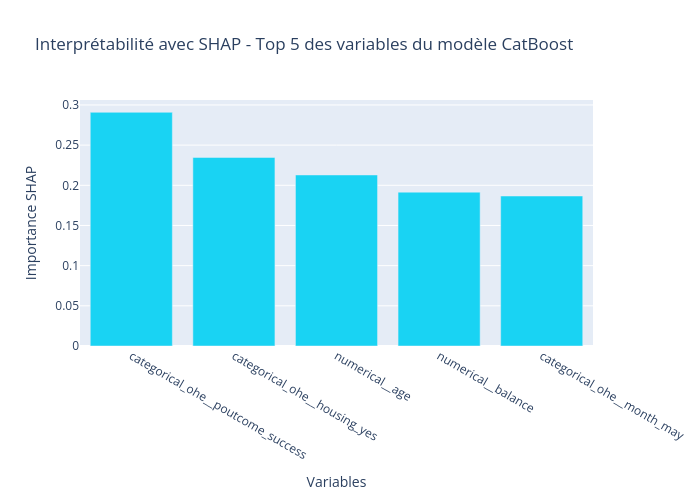 Interprétabilité avec SHAP - Top 5 des variables du modèle CatBoost
Importance SHAP
0.3
0.25
0.2
0.15
0.1
0.05
0
categorical_ohe__poutcome_success
categorical_ohe__housing_yes
numerical__age
numerical__balance
categorical_ohe__month_may
Variables